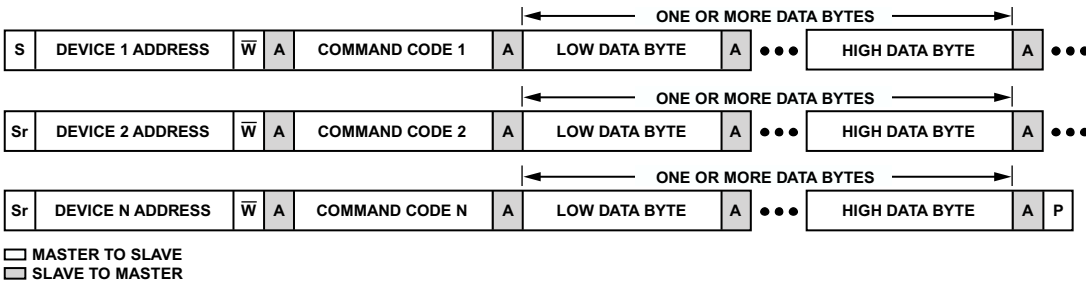 ONE OR MORE DATA BYTES
S DEVICE 1 ADDRESS W̅ A COMMAND CODE 1 A LOW DATA BYTE A ••• HIGH DATA BYTE A •••
ONE OR MORE DATA BYTES
Sr DEVICE 2 ADDRESS W̅ A COMMAND CODE 2 A LOW DATA BYTE A ••• HIGH DATA BYTE A •••
ONE OR MORE DATA BYTES
Sr DEVICE N ADDRESS W̅ A COMMAND CODE N A LOW DATA BYTE A ••• HIGH DATA BYTE A P
MASTER TO SLAVE
SLAVE TO MASTER